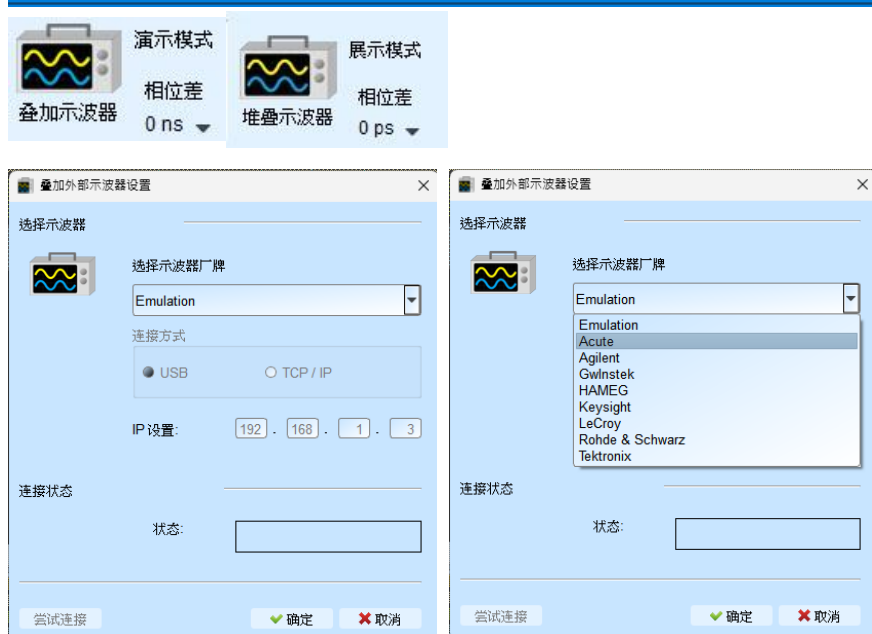 演示模式
相位差
叠加示波器
0 ns
展示模式
相位差
堆疊示波器
0 ps
叠加外部示波器设置
选择示波器
选择示波器厂牌
Emulation
连接方式
USB
TCP / IP
IP 设置:
192 . 168 . 1 . 3
连接状态
状态:
尝试连接
确定
取消
叠加外部示波器设置
选择示波器
选择示波器厂牌
Emulation
Emulation
Acute
Agilent
GwInstek
HAMEG
Keysight
LeCroy
Rohde & Schwarz
Tektronix
连接状态
状态:
尝试连接
确定
取消